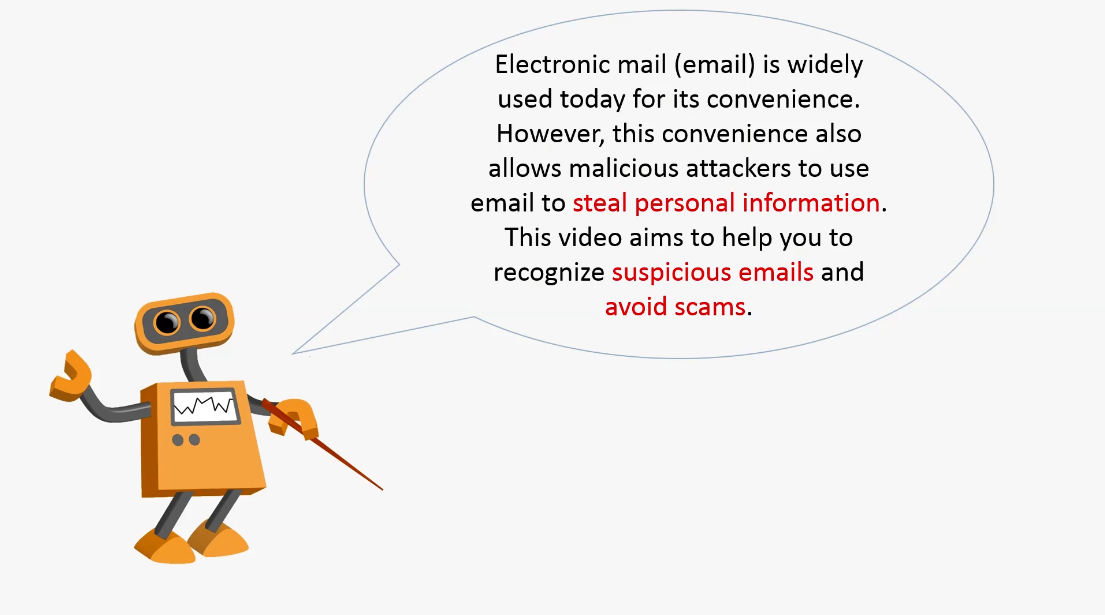 Electronic mail (email) is widely
used today for its convenience.
However, this convenience also
allows malicious attackers to use
email to steal personal information.
This video aims to help you to
recognize suspicious emails and
avoid scams.